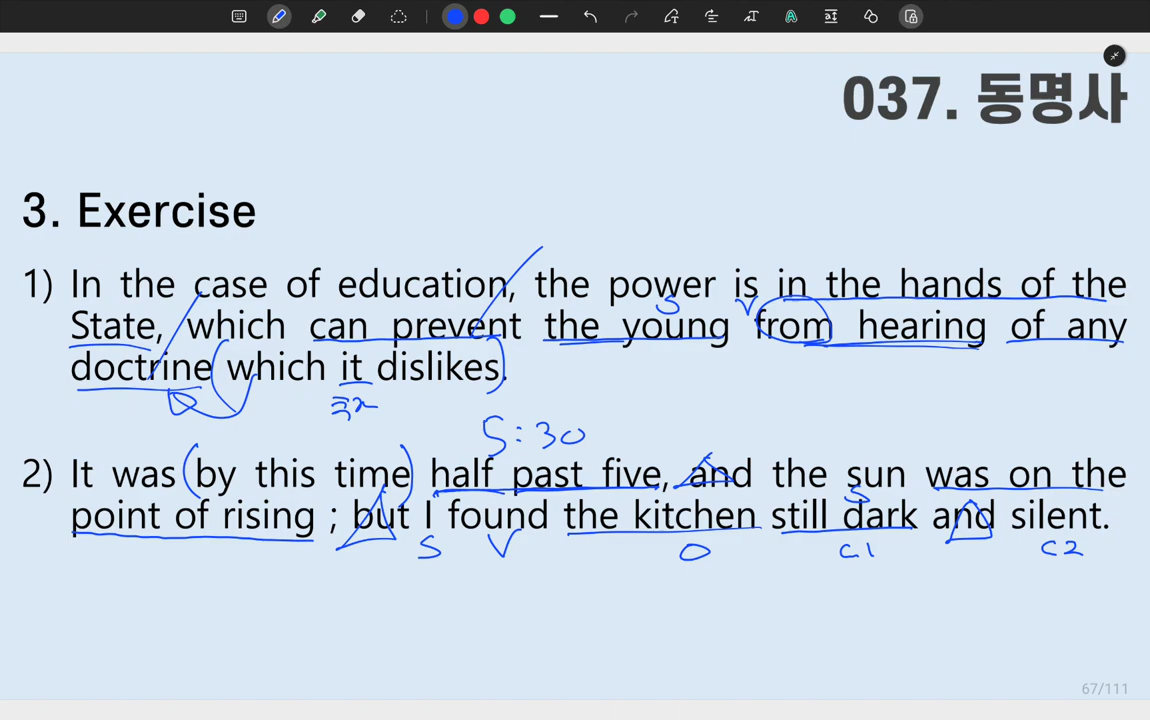 037. 동명사
3. Exercise
1) In the case of education, the power is in the hands of the
S V
State, which can prevent the young from hearing of any
doctrine which it dislikes.
국가
5:30
2) It was by this time half past five, and the sun was on the
S
point of rising ; but I found the kitchen still dark and silent.
S V O C1 C2
67/111